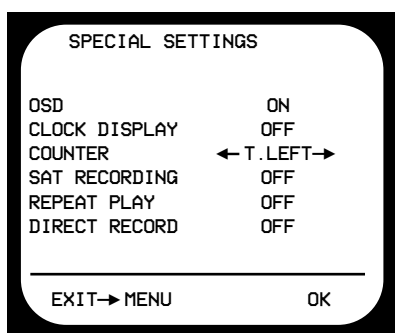 SPECIAL SETTINGS
OSD ON
CLOCK DISPLAY OFF
COUNTER ←T.LEFT→
SAT RECORDING OFF
REPEAT PLAY OFF
DIRECT RECORD OFF
EXIT→MENU OK